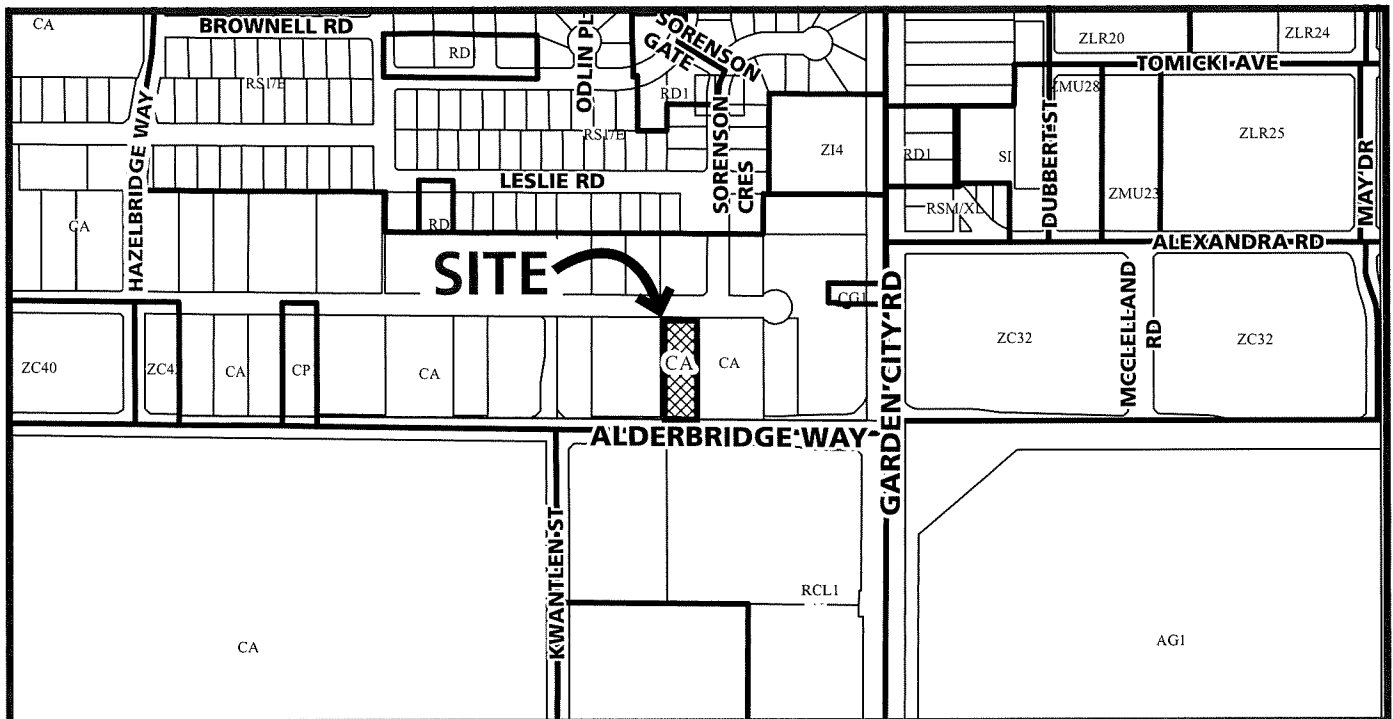 CA
BROWNELL RD
RD1
ODLIN PL
SORENSON
GATE
ZLR20
ZLR24
TOMICKI AVE
RS1/E
HAZELBRIDGE WAY
RD1
ZMU28
RS1/E
ZI4
RD1
SI
DUBBERT ST
ZLR25
MAY DR
LESLIE RD
SORENSON
CRES
ZMU23
RD
RSM/XL
CA
ALEXANDRA RD
SITE
CG1
GARDEN CITY RD
ZC32
MCCLELLAND
RD
ZC32
ZC40
ZC4
CA
CP
CA
CA
CA
ALDERBRIDGE WAY
KWANTLEN ST
RCL1
CA
AG1